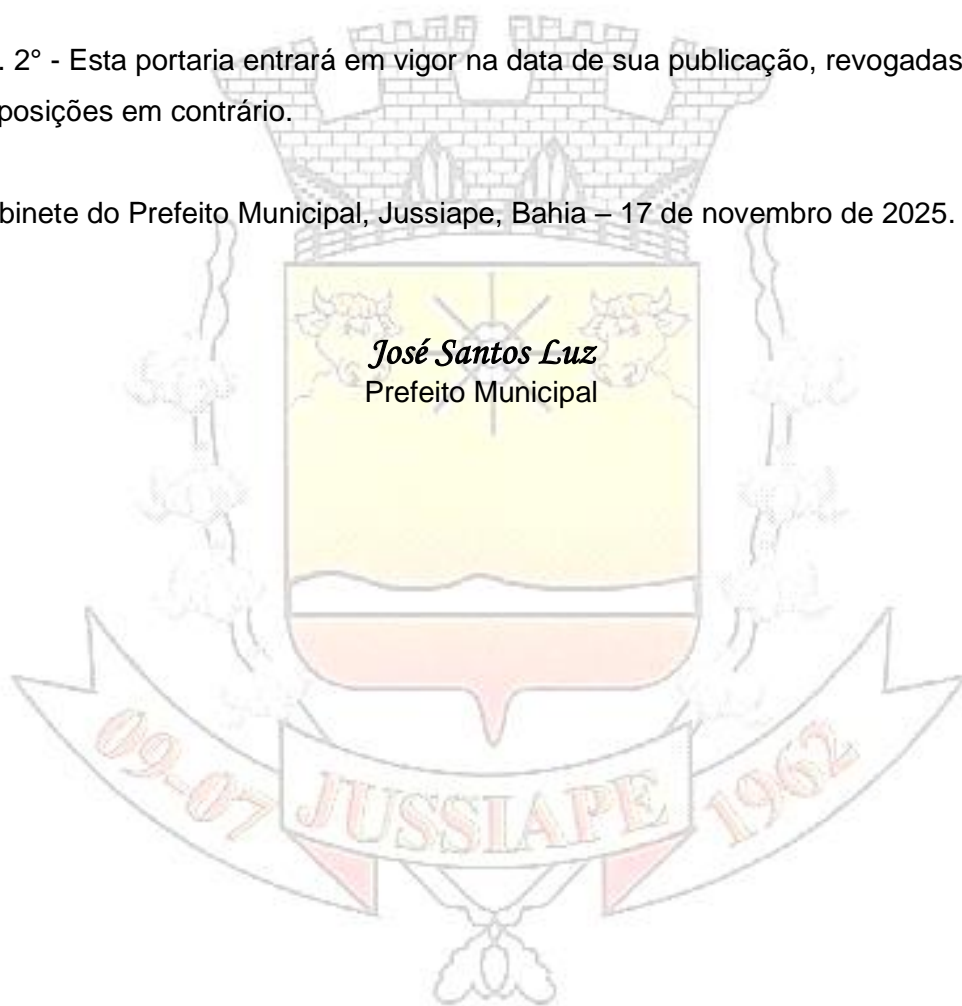 . 2° - Esta portaria entrará em vigor na data de sua publicação, revogadas
posições em contrário.
binete do Prefeito Municipal, Jussiape, Bahia – 17 de novembro de 2025.
José Santos Luz
Prefeito Municipal
09-07 JUSSIAPE 1962